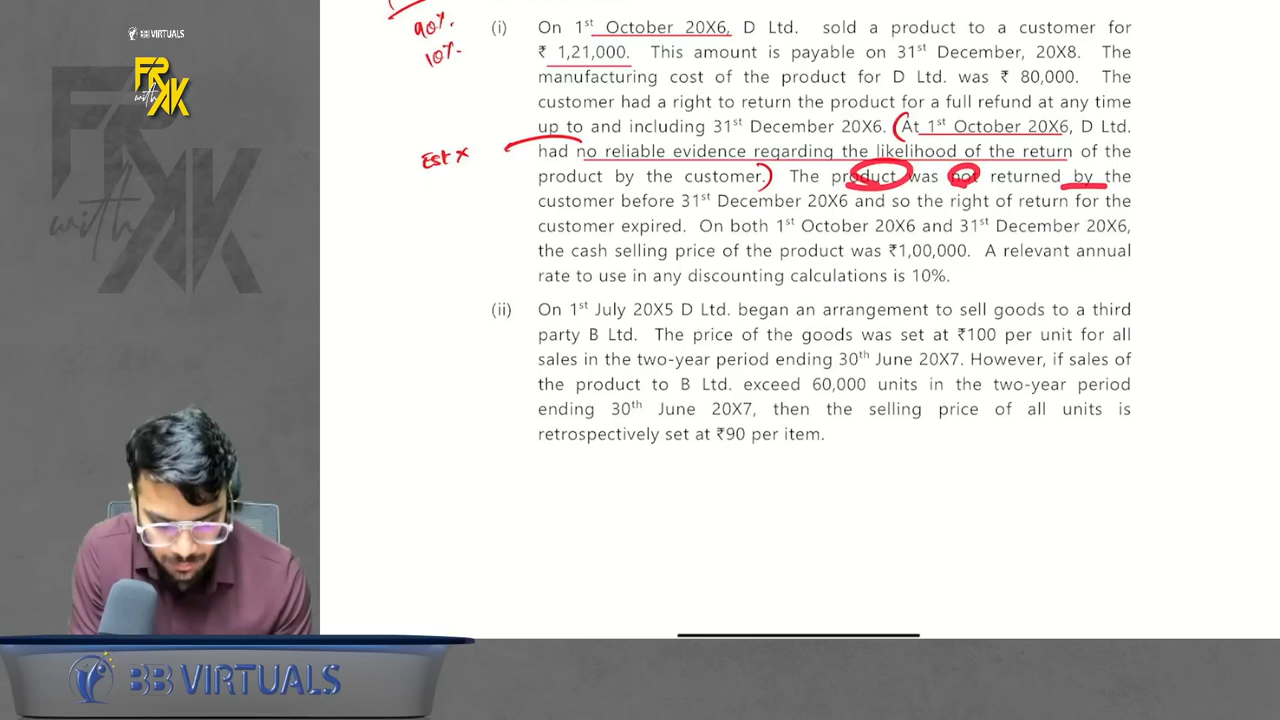 90%.
10%.
BB VIRTUALS
FR
with
AK
FR
with
AK
(i) On 1st October 20X6, D Ltd. sold a product to a customer for
₹ 1,21,000. This amount is payable on 31st December, 20X8. The
manufacturing cost of the product for D Ltd. was ₹ 80,000. The
customer had a right to return the product for a full refund at any time
up to and including 31st December 20X6. (At 1st October 20X6, D Ltd.
Est x
had no reliable evidence regarding the likelihood of the return of the
product by the customer.) The product was not returned by the
customer before 31st December 20X6 and so the right of return for the
customer expired. On both 1st October 20X6 and 31st December 20X6,
the cash selling price of the product was ₹1,00,000. A relevant annual
rate to use in any discounting calculations is 10%.
(ii) On 1st July 20X5 D Ltd. began an arrangement to sell goods to a third
party B Ltd. The price of the goods was set at ₹100 per unit for all
sales in the two-year period ending 30th June 20X7. However, if sales of
the product to B Ltd. exceed 60,000 units in the two-year period
ending 30th June 20X7, then the selling price of all units is
retrospectively set at ₹90 per item.
BB VIRTUALS